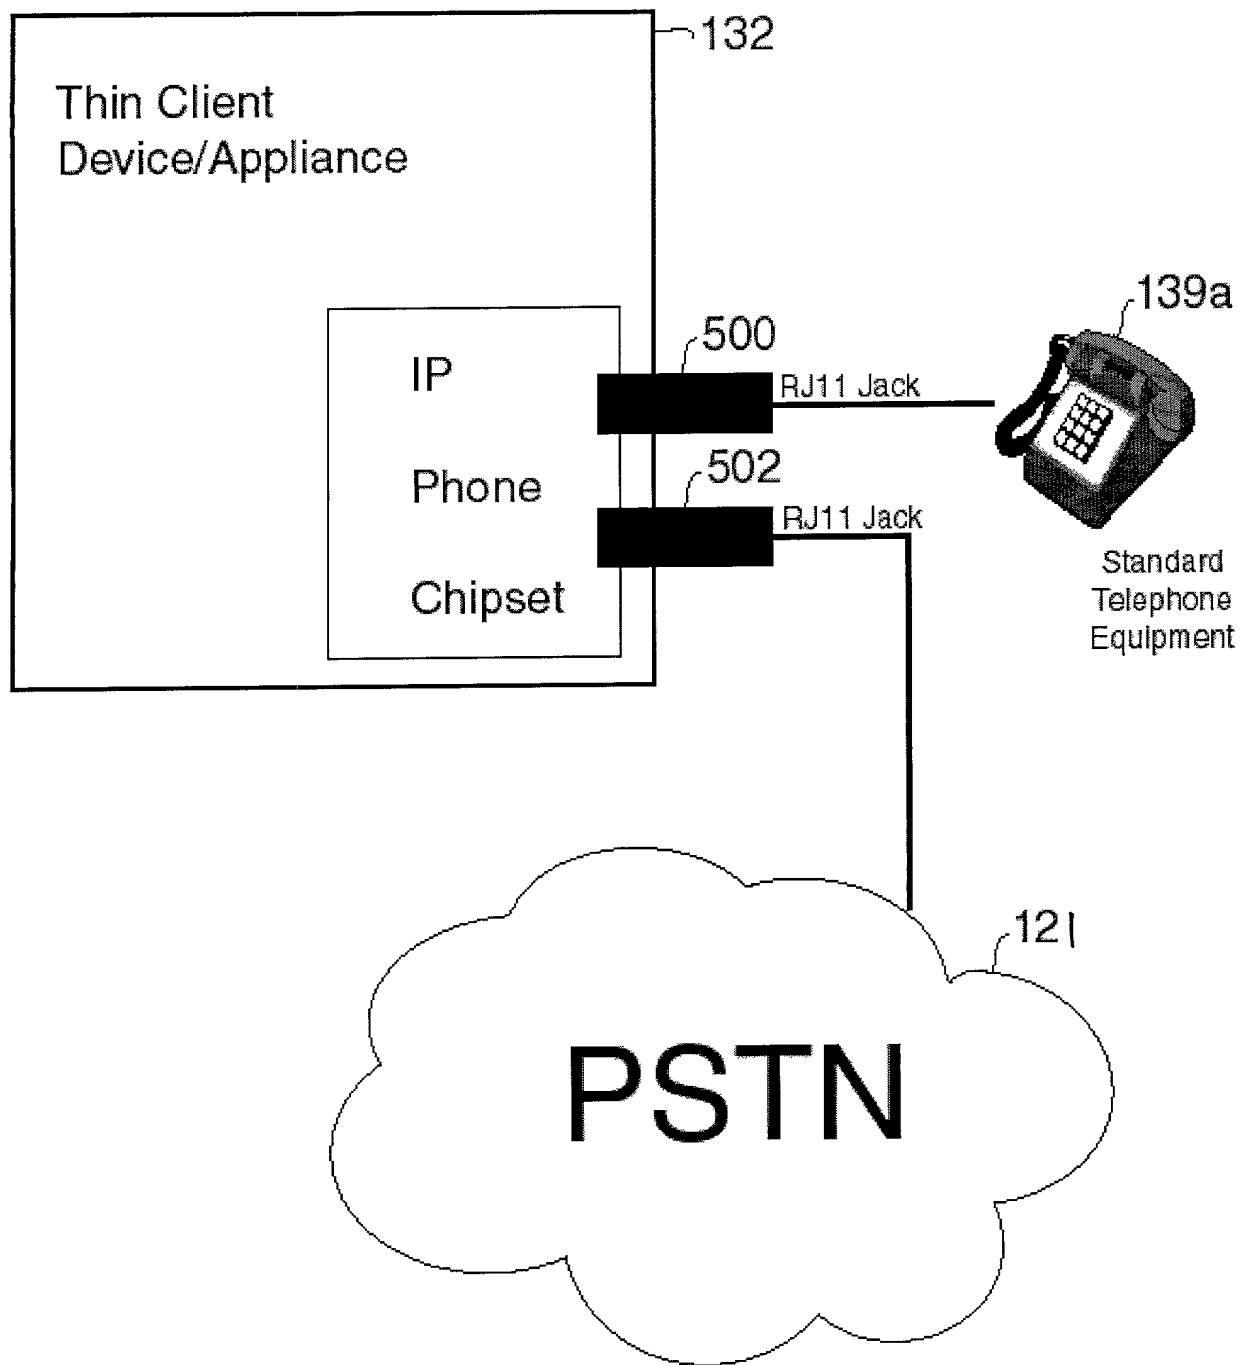 132
Thin Client
Device/Appliance
139a
500
IP
RJ11 Jack
502
Phone
RJ11 Jack
Chipset
Standard
Telephone
Equipment
121
PSTN